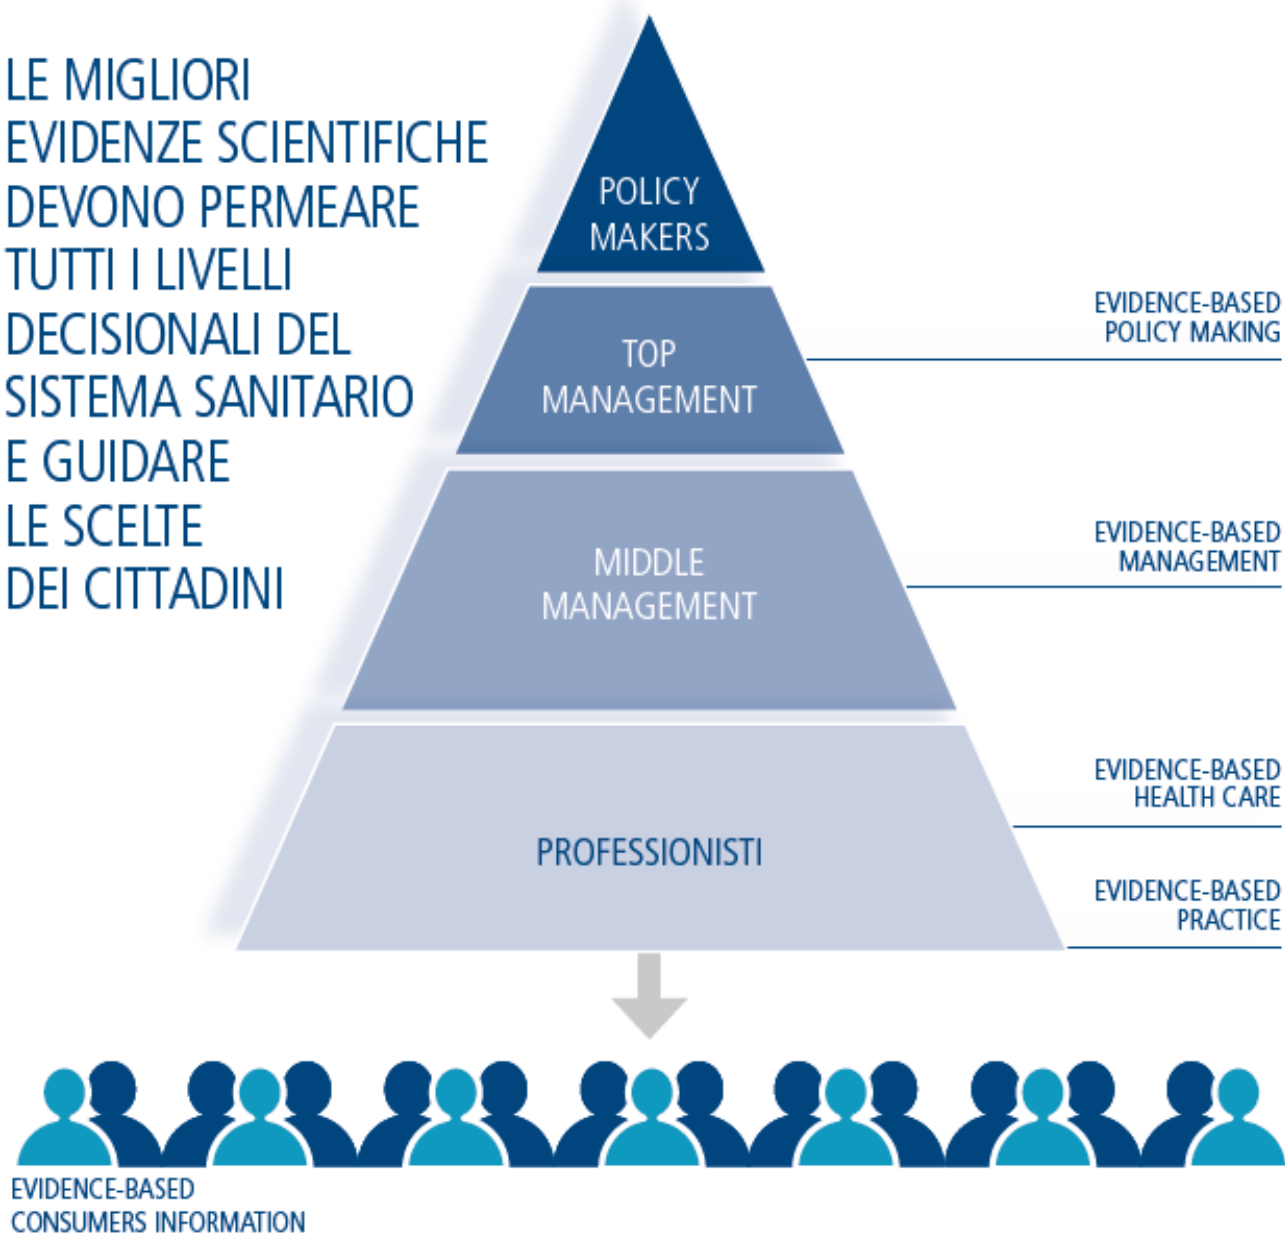 LE MIGLIORI
EVIDENZE SCIENTIFICHE
DEVONO PERMEARE
TUTTI I LIVELLI
DECISIONALI DEL
SISTEMA SANITARIO
E GUIDARE
LE SCELTE
DEI CITTADINI
POLICY
MAKERS
TOP
MANAGEMENT
MIDDLE
MANAGEMENT
PROFESSIONISTI
EVIDENCE-BASED
POLICY MAKING
EVIDENCE-BASED
MANAGEMENT
EVIDENCE-BASED
HEALTH CARE
EVIDENCE-BASED
PRACTICE
EVIDENCE-BASED
CONSUMERS INFORMATION